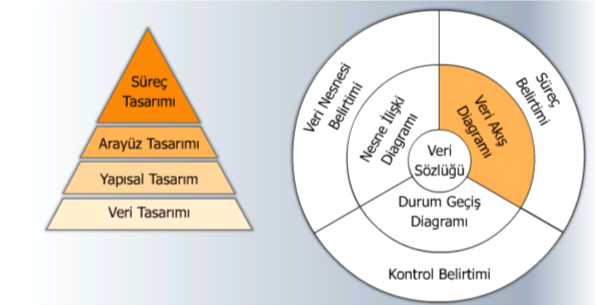 Süreç
Tasarımı
Arayüz Tasarımı
Yapısal Tasarım
Veri Tasarımı
Veri Nesnesi
Belirtimi
Nesne İlişki
Diagramı
Veri Akış
Diagramı
Süreç
Belirtimi
Veri
Sözlüğü
Durum Geçiş
Diagramı
Kontrol Belirtimi